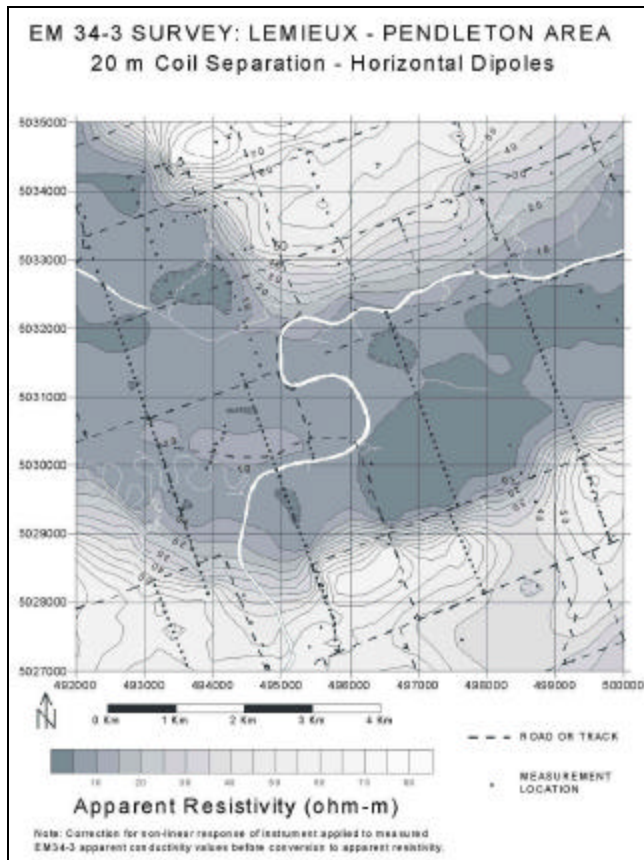 EM 34-3 SURVEY: LEMIEUX - PENDLETON AREA
20 m Coil Separation - Horizontal Dipoles
5035000
5034000
5033000
5032000
5031000
5030000
5029000
5028000
5027000
492000 493000 494000 495000 496000 497000 498000 499000 500000
N
0 Km 1 Km 2 Km 3 Km 4 Km
10 20 30 40 50 60 70 80
Apparent Resistivity (ohm-m)
ROAD OR TRACK
MEASUREMENT
LOCATION
Note: Correction for non-linear response of instrument applied to measured
EM34-3 apparent conductivity values before conversion to apparent resistivity.